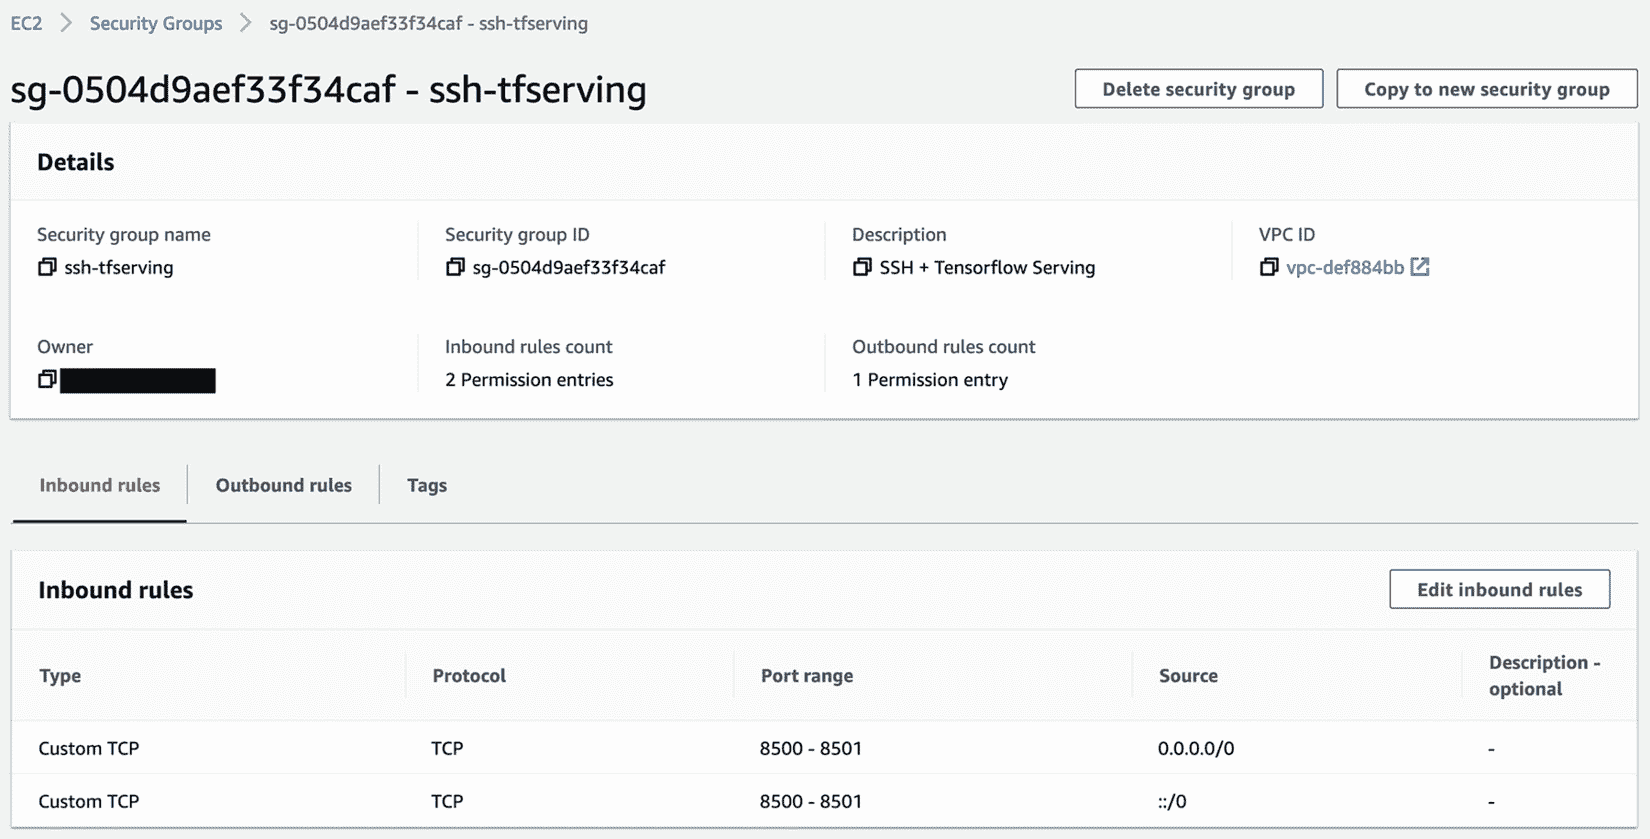 EC2 > Security Groups > sg-0504d9aef33f34caf - ssh-tfserving
sg-0504d9aef33f34caf - ssh-tfserving
Delete security group
Copy to new security group
Details
Security group name
Security group ID
Description
VPC ID
ssh-tfserving
sg-0504d9aef33f34caf
SSH + Tensorflow Serving
vpc-def884bb
Owner
Inbound rules count
Outbound rules count
2 Permission entries
1 Permission entry
Inbound rules
Outbound rules
Tags
Inbound rules
Edit inbound rules
Type
Protocol
Port range
Source
Description -
optional
Custom TCP
TCP
8500 - 8501
0.0.0.0/0
-
Custom TCP
TCP
8500 - 8501
::/0
-